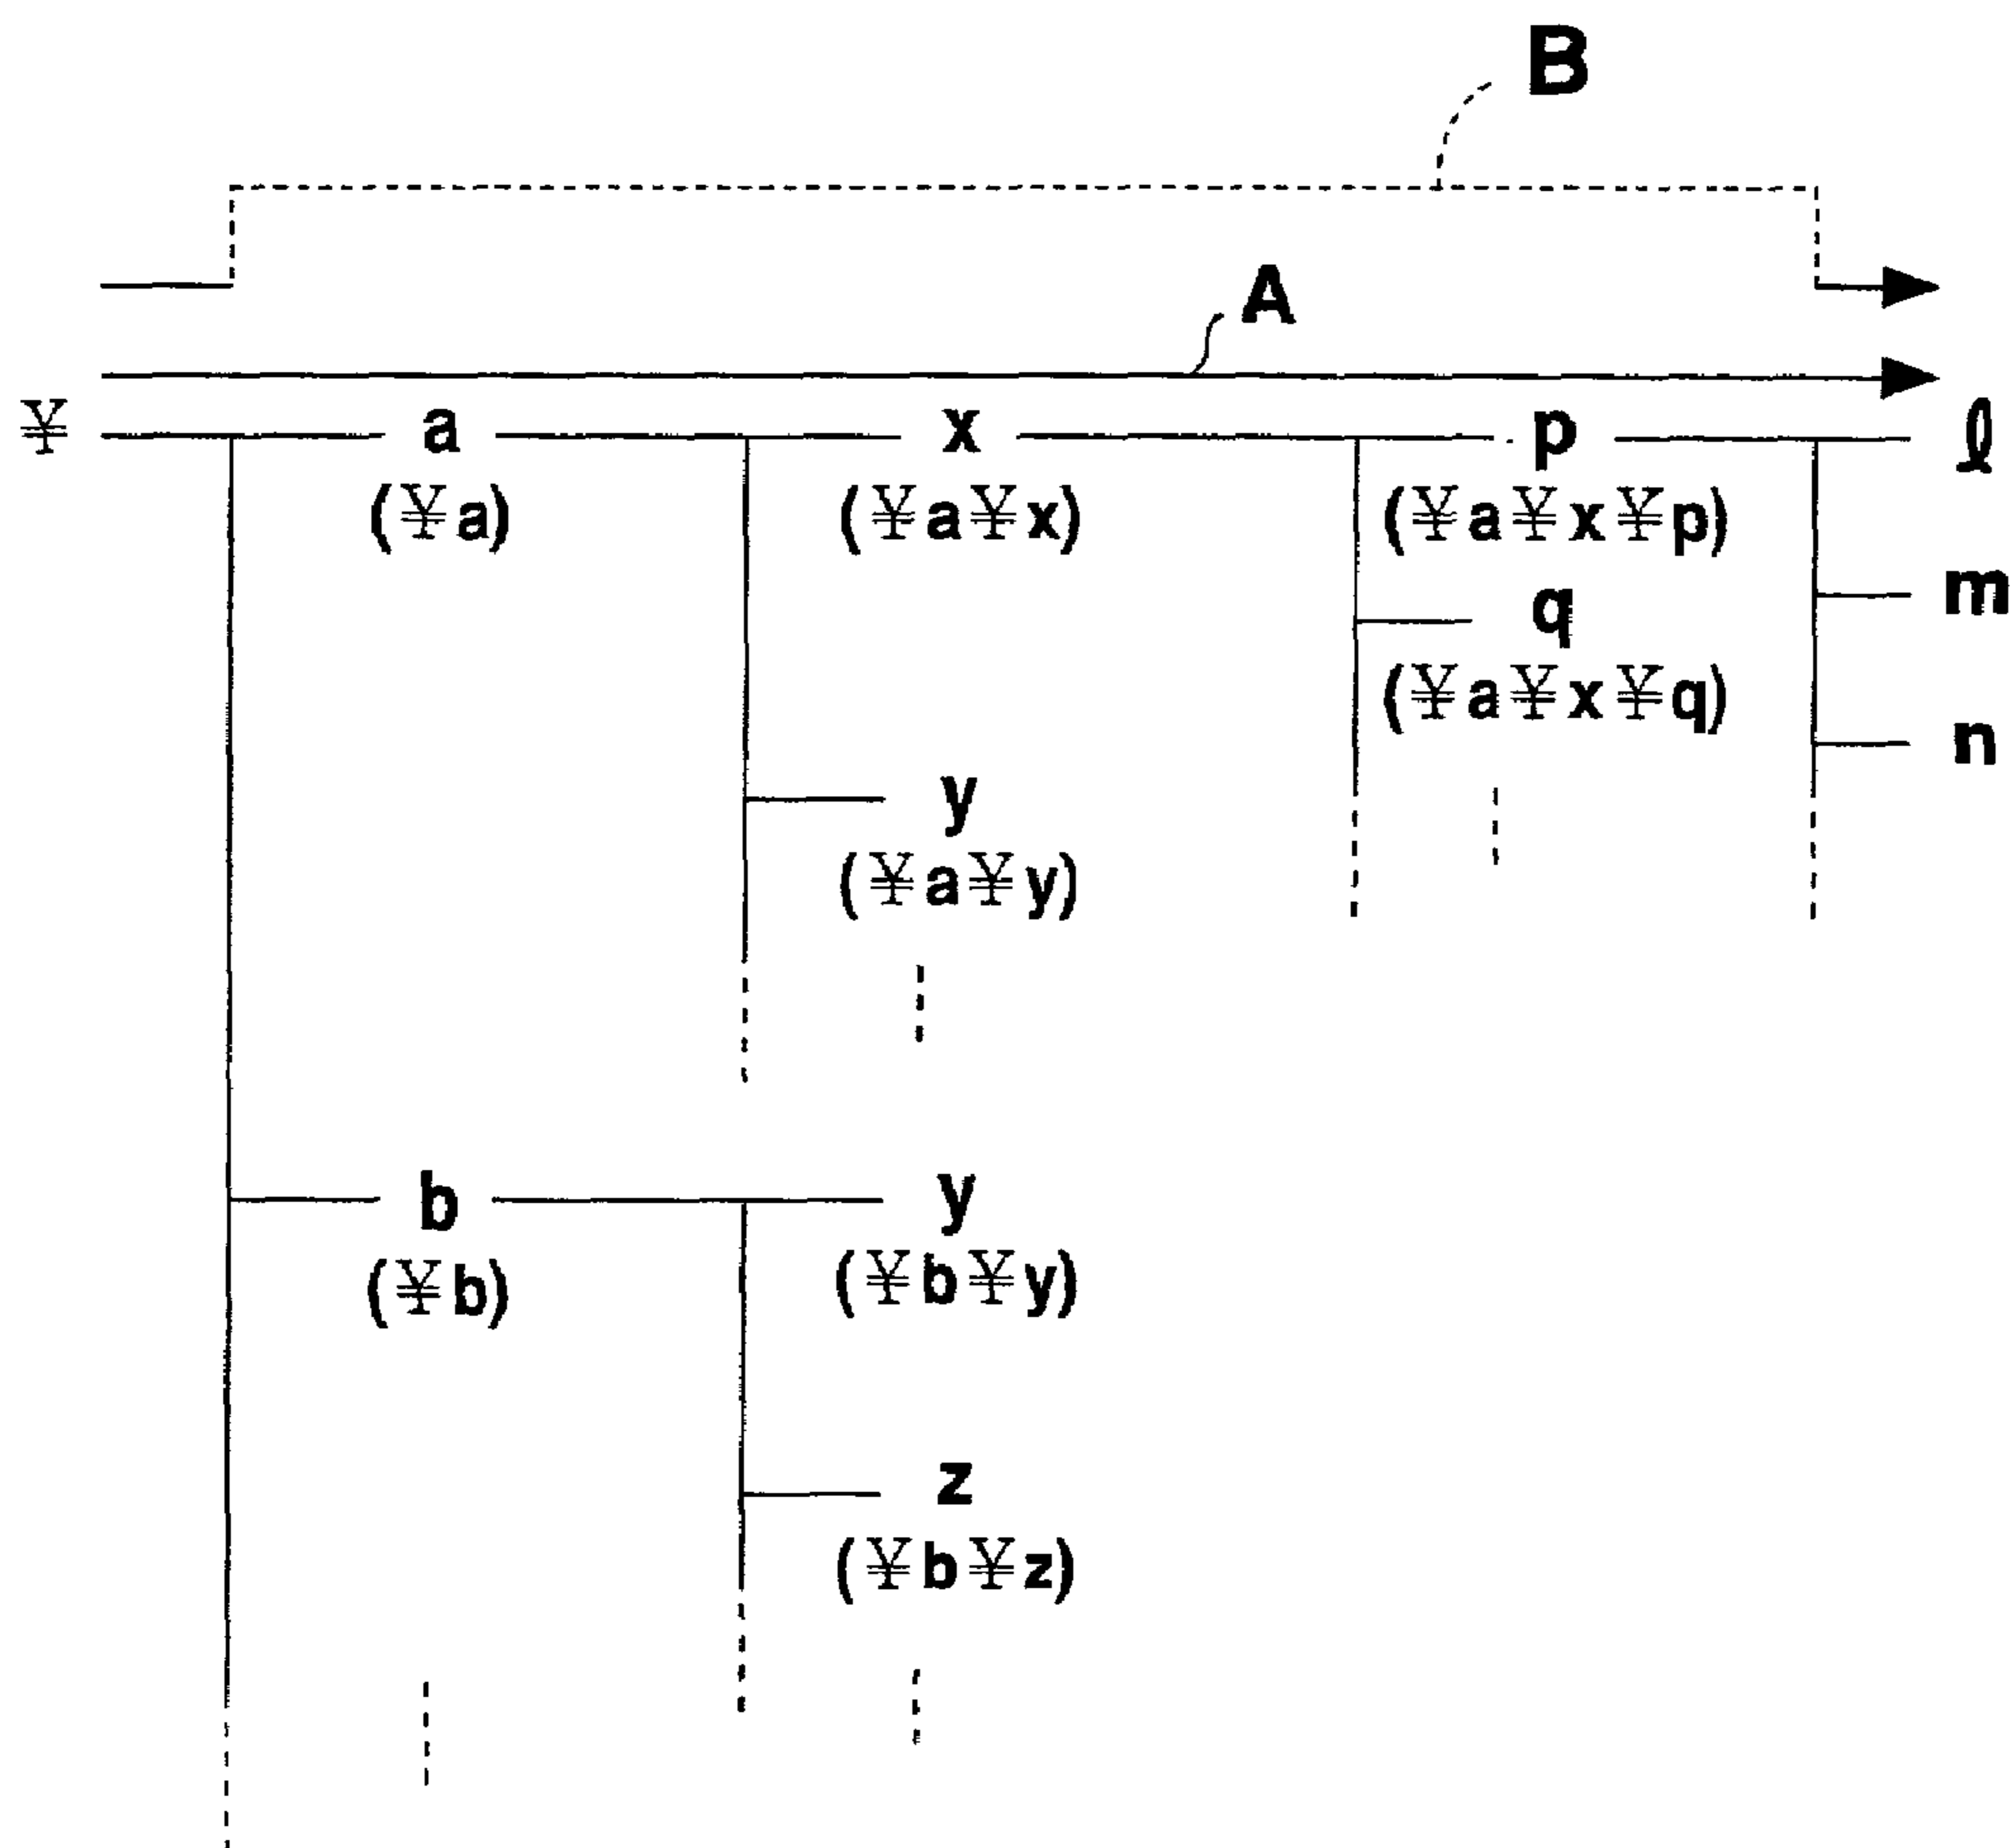 B
A
¥ a x p ℓ
(¥a) (¥a¥x) (¥a¥x¥p)
m
q
(¥a¥x¥q)
n
y
(¥a¥y)
b y
(¥b) (¥b¥y)
z
(¥b¥z)